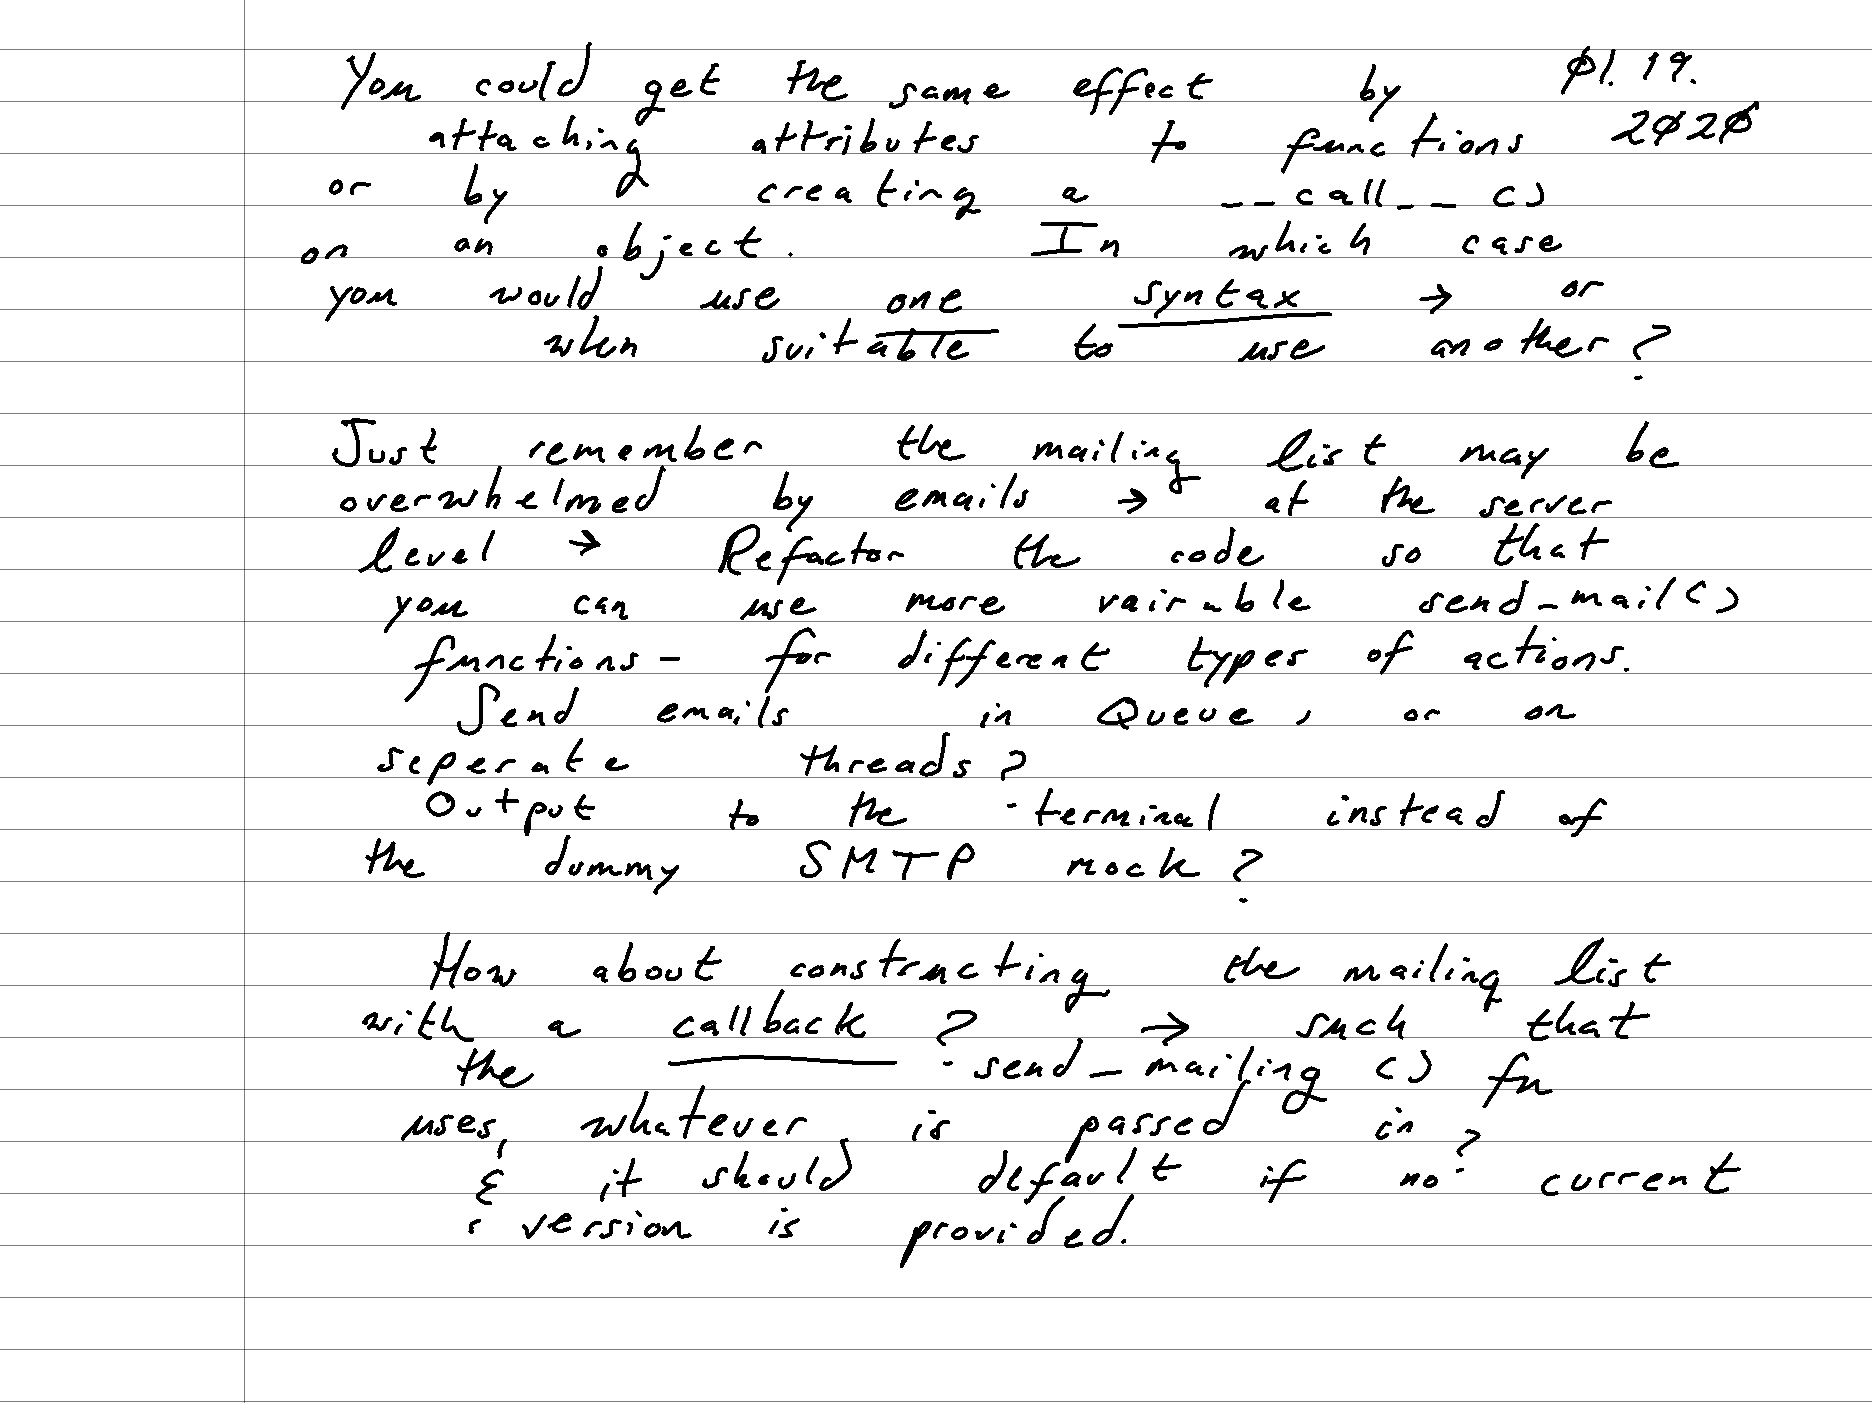 You could get the same effect by Ø1. 19.
attaching attributes to functions 2Ø2Ø
or by creating a __call__()
on an object. In which case
you would use one syntax → or
when suitable to use another?
Just remember the mailing list may be
overwhelmed by emails → at the server
level → Refactor the code so that
you can use more vairable send_mail()
functions - for different types of actions.
Send emails in Queue, or on
seperate threads?
Output to the terminal instead of
the dummy SMTP mock?
How about constructing the mailing list
with a callback? → such that
the send_mailing() fn
uses, whatever is passed in?
& it should default if no current
version is provided.